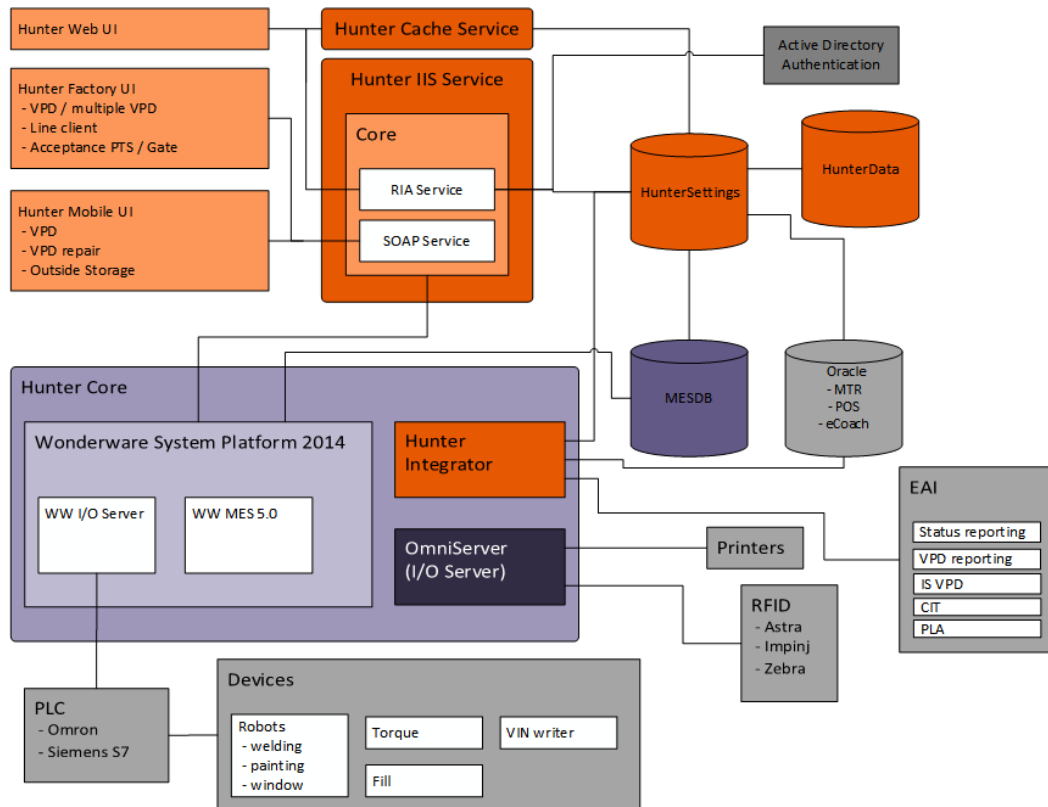 Hunter Web UI
Hunter Cache Service
Active Directory
Authentication
Hunter Factory UI
- VPD / multiple VPD
- Line client
- Acceptance PTS / Gate
Hunter IIS Service
Core
RIA Service
SOAP Service
HunterSettings
HunterData
Hunter Mobile UI
- VPD
- VPD repair
- Outside Storage
Hunter Core
MESDB
Oracle
- MTR
- POS
- eCoach
Wonderware System Platform 2014
WW I/O Server
WW MES 5.0
Hunter
Integrator
OmniServer
(I/O Server)
Printers
EAI
Status reporting
VPD reporting
IS VPD
CIT
PLA
RFID
- Astra
- Impinj
- Zebra
PLC
- Omron
- Siemens S7
Devices
Robots
- welding
- painting
- window
Torque
Fill
VIN writer